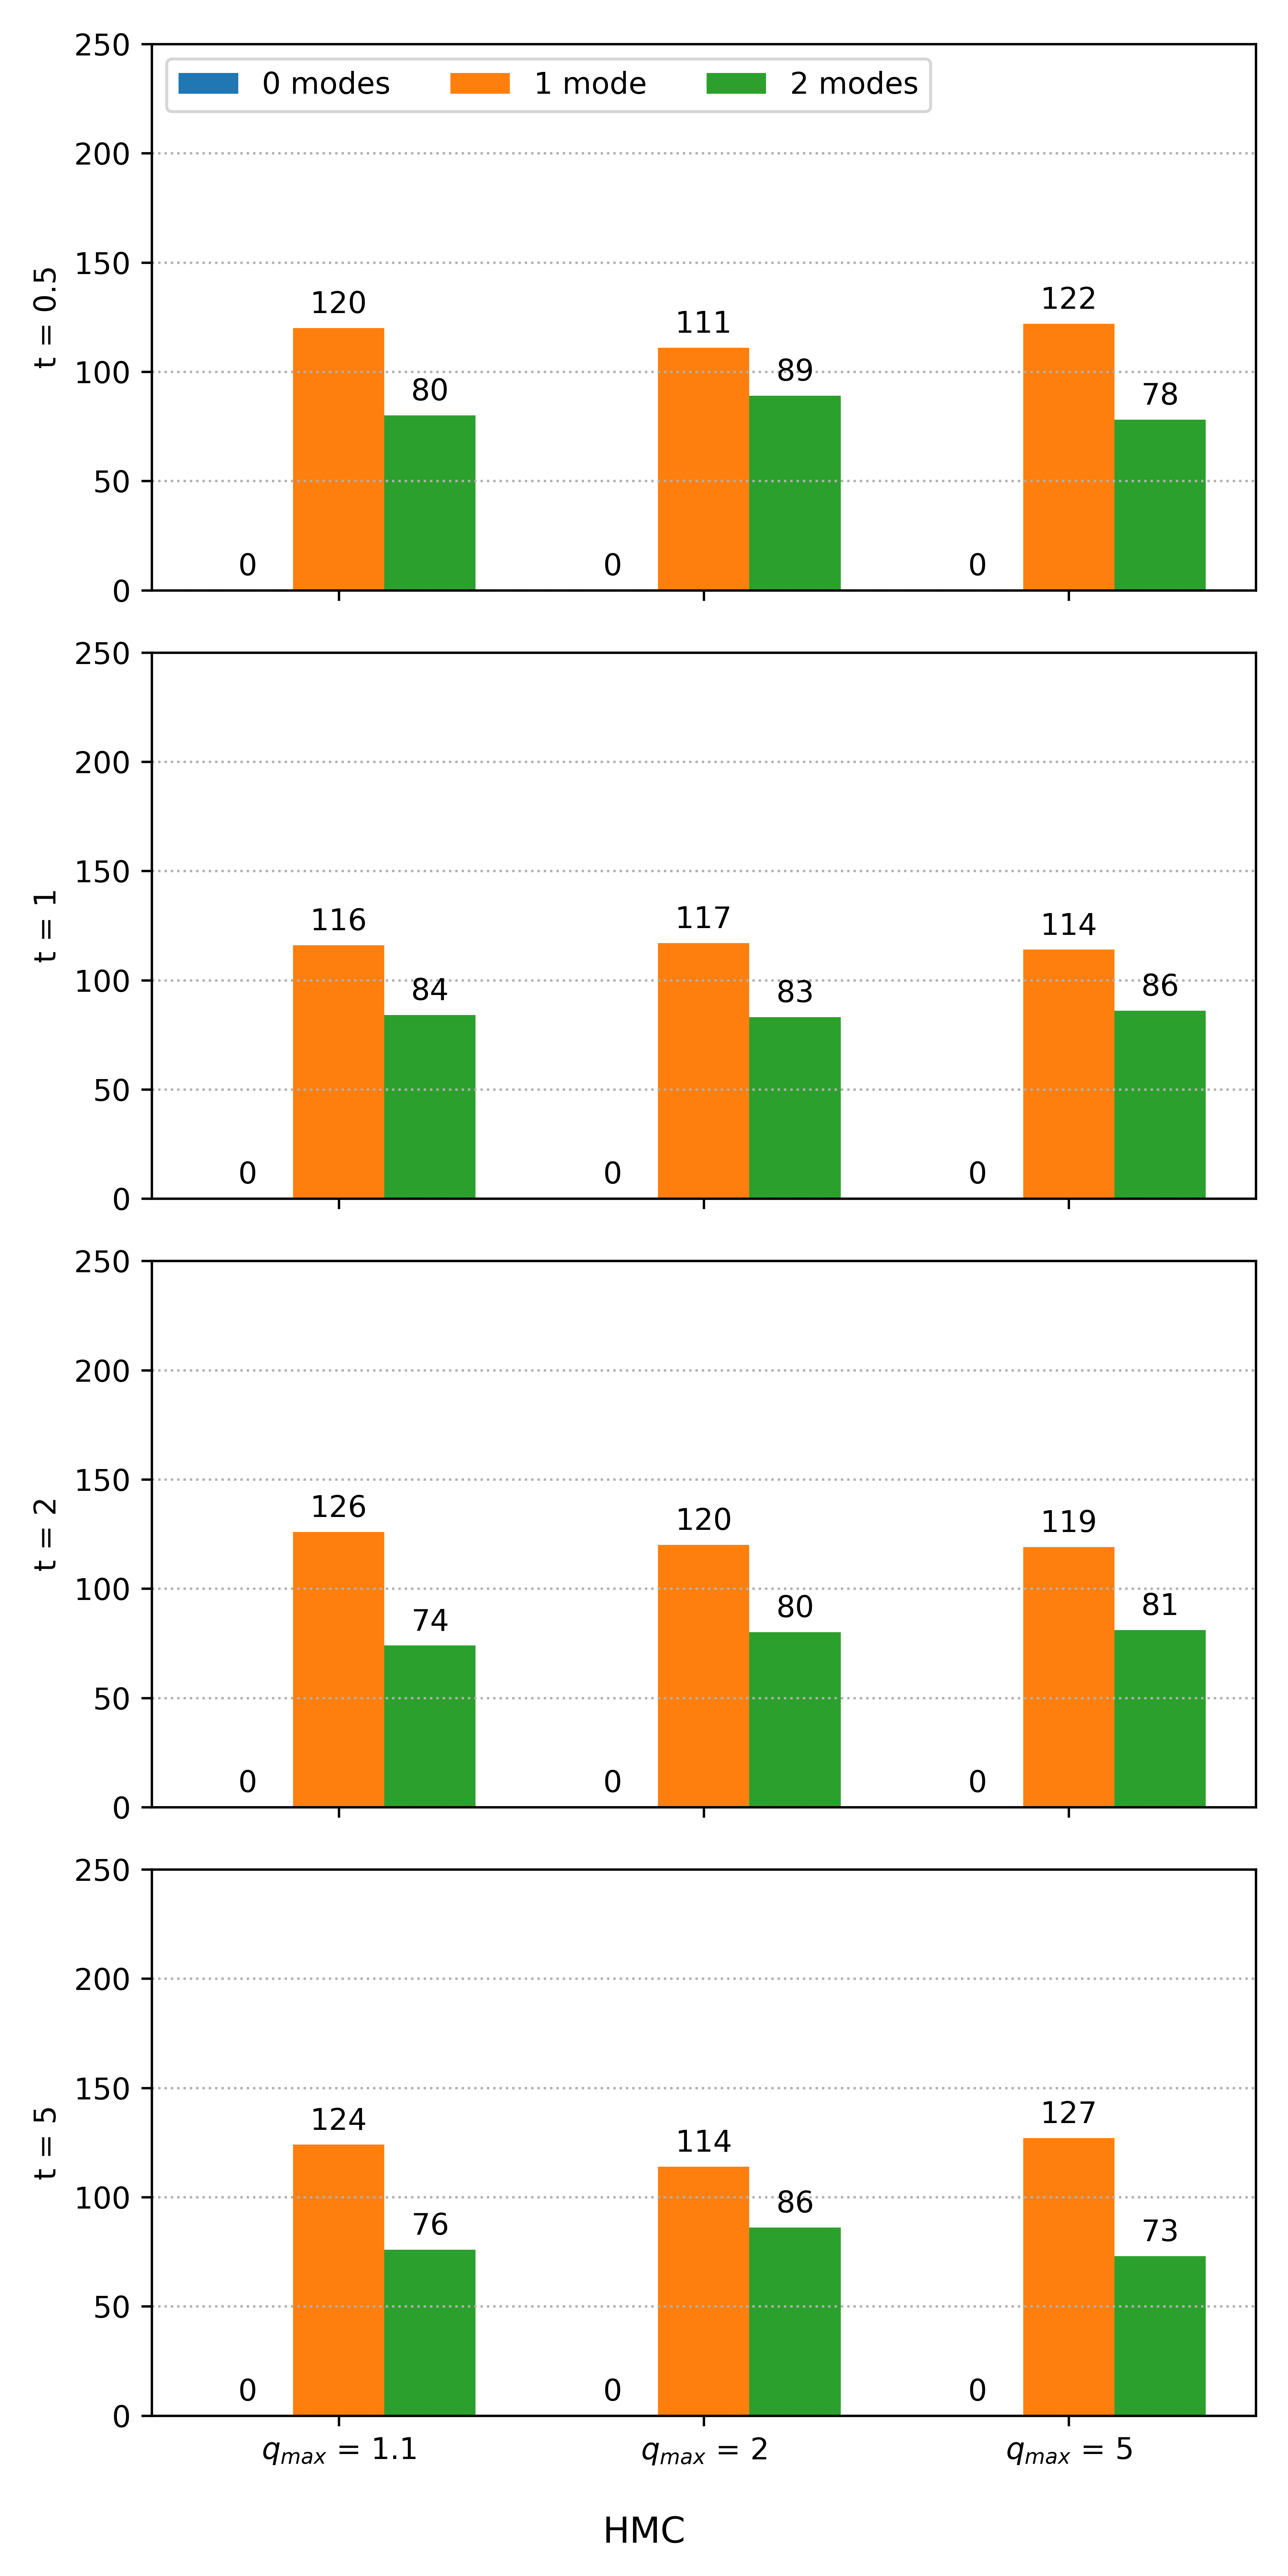 250
0 modes 1 mode 2 modes
200
150
120 111 122
t = 0.5
100
80 89 78
50
0 0 0
0
250
200
150
116 117 114
t = 1
100
84 83 86
50
0 0 0
0
250
200
150
126 120 119
t = 2
100
74 80 81
50
0 0 0
0
250
200
150
124 114 127
t = 5
100
76 86 73
50
0 0 0
0
q_max = 1.1 q_max = 2 q_max = 5
HMC